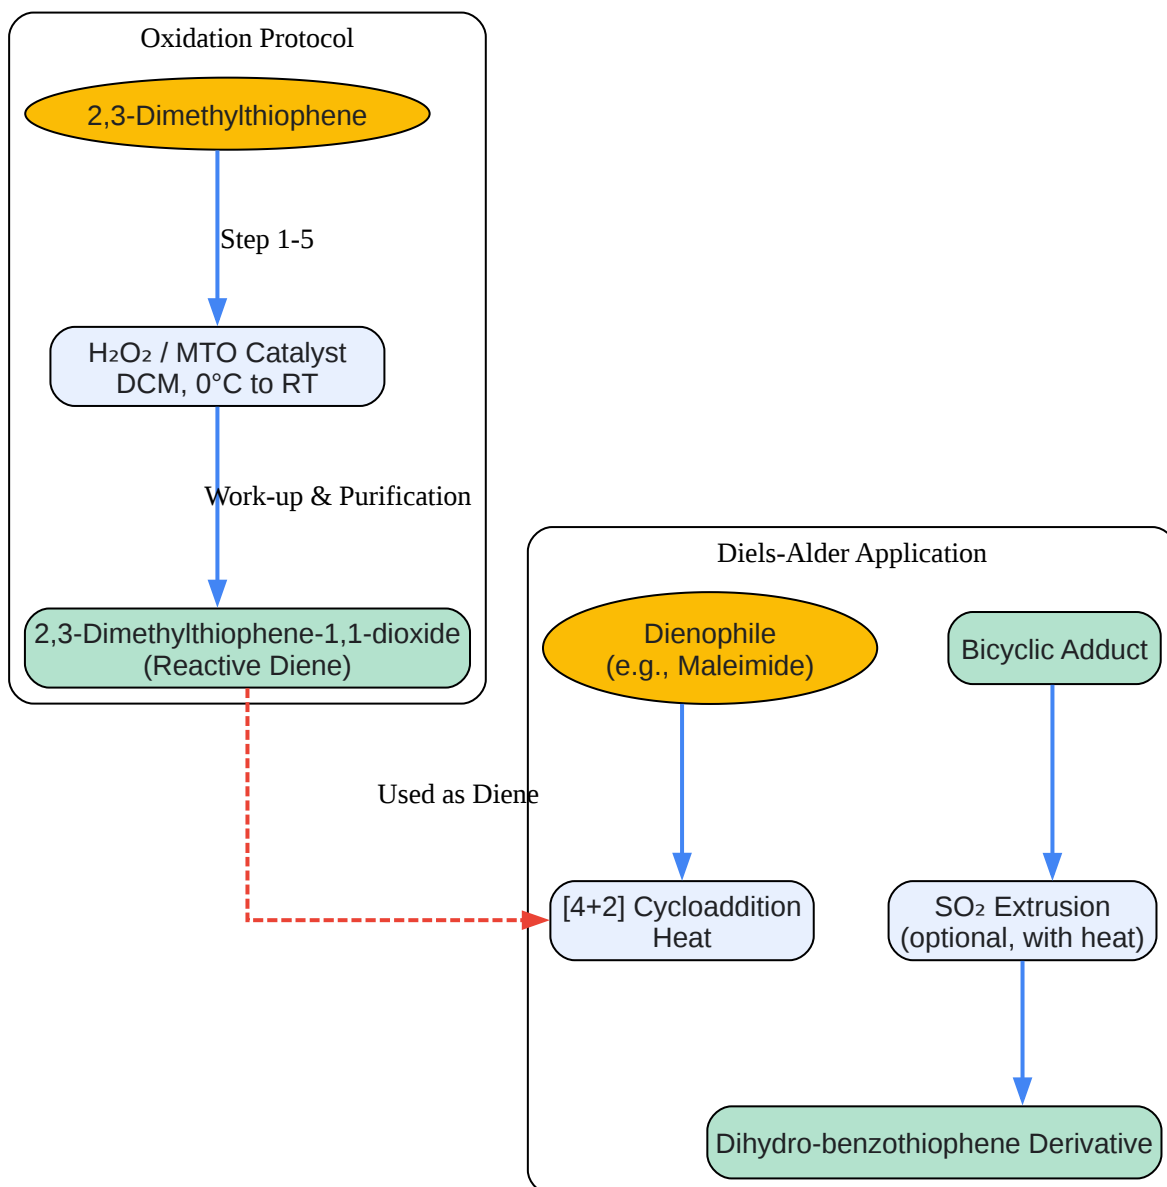 Oxidation Protocol
2,3-Dimethylthiophene
Step 1-5
H₂O₂ / MTO Catalyst
DCM, 0°C to RT
Work-up & Purification
2,3-Dimethylthiophene-1,1-dioxide
(Reactive Diene)
Used as Diene
Diels-Alder Application
Dienophile
(e.g., Maleimide)
Bicyclic Adduct
[4+2] Cycloaddition
Heat
SO₂ Extrusion
(optional, with heat)
Dihydro-benzothiophene Derivative